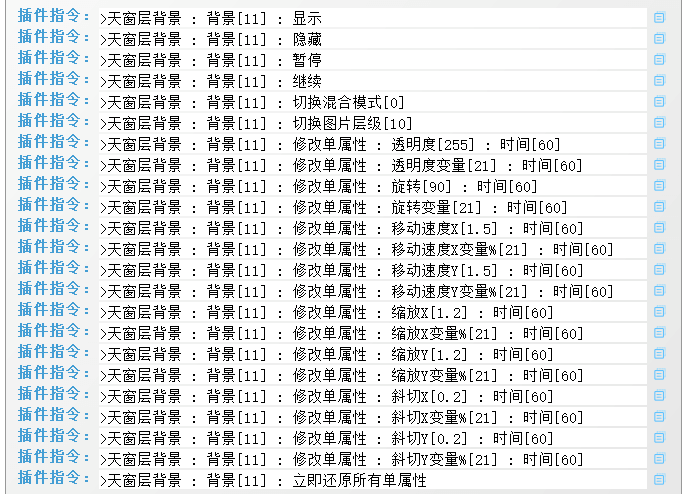 插件指令：>天窗层背景 : 背景[11] : 显示
插件指令：>天窗层背景 : 背景[11] : 隐藏
插件指令：>天窗层背景 : 背景[11] : 暂停
插件指令：>天窗层背景 : 背景[11] : 继续
插件指令：>天窗层背景 : 背景[11] : 切换混合模式[0]
插件指令：>天窗层背景 : 背景[11] : 切换图片层级[10]
插件指令：>天窗层背景 : 背景[11] : 修改单属性 : 透明度[255] : 时间[60]
插件指令：>天窗层背景 : 背景[11] : 修改单属性 : 透明度变量[21] : 时间[60]
插件指令：>天窗层背景 : 背景[11] : 修改单属性 : 旋转[90] : 时间[60]
插件指令：>天窗层背景 : 背景[11] : 修改单属性 : 旋转变量[21] : 时间[60]
插件指令：>天窗层背景 : 背景[11] : 修改单属性 : 移动速度X[1.5] : 时间[60]
插件指令：>天窗层背景 : 背景[11] : 修改单属性 : 移动速度X变量%[21] : 时间[60]
插件指令：>天窗层背景 : 背景[11] : 修改单属性 : 移动速度Y[1.5] : 时间[60]
插件指令：>天窗层背景 : 背景[11] : 修改单属性 : 移动速度Y变量%[21] : 时间[60]
插件指令：>天窗层背景 : 背景[11] : 修改单属性 : 缩放X[1.2] : 时间[60]
插件指令：>天窗层背景 : 背景[11] : 修改单属性 : 缩放X变量%[21] : 时间[60]
插件指令：>天窗层背景 : 背景[11] : 修改单属性 : 缩放Y[1.2] : 时间[60]
插件指令：>天窗层背景 : 背景[11] : 修改单属性 : 缩放Y变量%[21] : 时间[60]
插件指令：>天窗层背景 : 背景[11] : 修改单属性 : 斜切X[0.2] : 时间[60]
插件指令：>天窗层背景 : 背景[11] : 修改单属性 : 斜切X变量%[21] : 时间[60]
插件指令：>天窗层背景 : 背景[11] : 修改单属性 : 斜切Y[0.2] : 时间[60]
插件指令：>天窗层背景 : 背景[11] : 修改单属性 : 斜切Y变量%[21] : 时间[60]
插件指令：>天窗层背景 : 背景[11] : 立即还原所有单属性